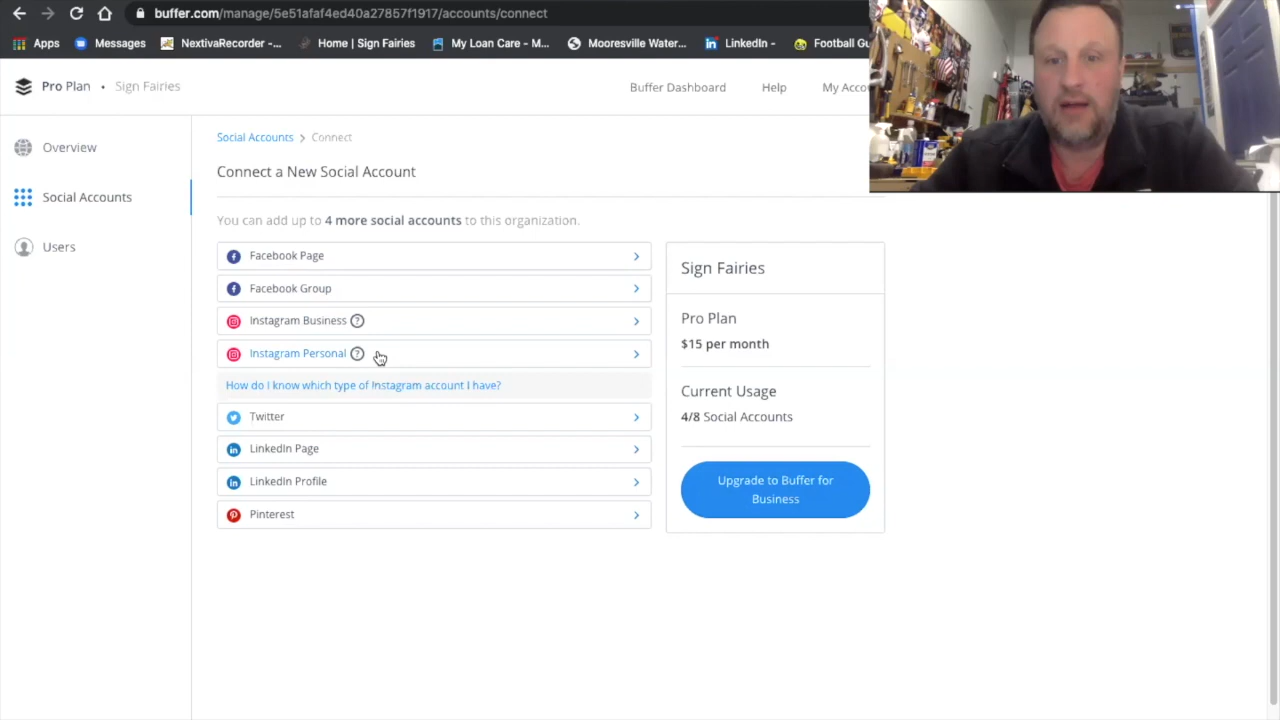 buffer.com/manage/5e51afaf4ed40a27857f1917/accounts/connect
Apps Messages NextivaRecorder -... Home | Sign Fairies My Loan Care - M... Mooresville Water... LinkedIn - Football Gu
Pro Plan • Sign Fairies
Buffer Dashboard Help My Accou
Overview
Social Accounts
Users
Social Accounts > Connect
Connect a New Social Account
You can add up to 4 more social accounts to this organization.
Facebook Page
Facebook Group
Instagram Business ?
Instagram Personal ?
How do I know which type of Instagram account I have?
Twitter
LinkedIn Page
LinkedIn Profile
Pinterest
Sign Fairies
Pro Plan
$15 per month
Current Usage
4/8 Social Accounts
Upgrade to Buffer for
Business